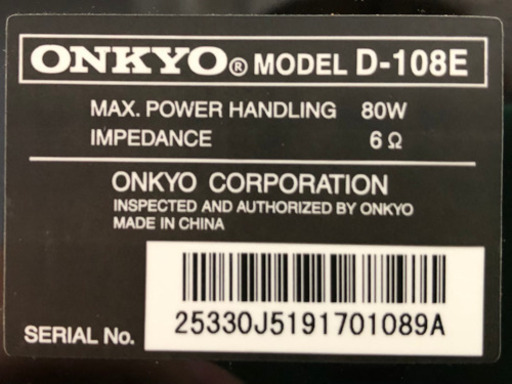 ONKYO® MODEL D-108E
MAX. POWER HANDLING 80W
IMPEDANCE 6 Ω
ONKYO CORPORATION
INSPECTED AND AUTHORIZED BY ONKYO
MADE IN CHINA
SERIAL No. 25330J5191701089A